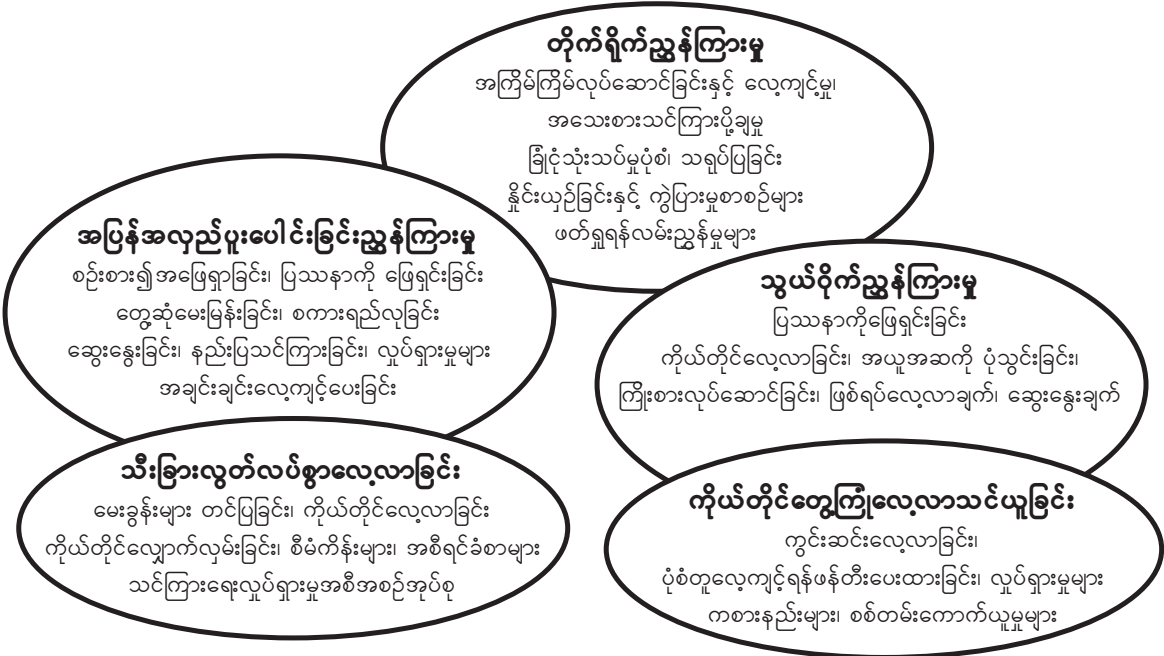 တိုက်ရိုက်ညွှန်ကြားမှု
အကြိမ်ကြိမ်လုပ်ဆောင်ခြင်းနှင့် လေ့ကျင့်မှု၊
အသေးစားသင်ကြားပို့ချမှု
ခြုံငုံသုံးသပ်မှုပုံစံ၊ သရုပ်ပြခြင်း
နှိုင်းယှဉ်ခြင်းနှင့် ကွဲပြားမှုစာစဉ်များ
ဖတ်ရှုရန်လမ်းညွှန်မှုများ
အပြန်အလှည်ပူးပေါင်းခြင်းညွှန်ကြားမှု
စဉ်းစား၍အဖြေရှာခြင်း၊ ပြဿနာကို ဖြေရှင်းခြင်း
တွေ့ဆုံမေးမြန်းခြင်း၊ စကားရည်လုခြင်း
ဆွေးနွေးခြင်း၊ နည်းပြသင်ကြားခြင်း၊ လှုပ်ရှားမှုများ
အချင်းချင်းလေ့ကျင့်ပေးခြင်း
သွယ်ဝိုက်ညွှန်ကြားမှု
ပြဿနာကိုဖြေရှင်းခြင်း
ကိုယ်တိုင်လေ့လာခြင်း၊ အယူအဆကို ပုံသွင်းခြင်း၊
ကြိုးစားလုပ်ဆောင်ခြင်း၊ ဖြစ်ရပ်လေ့လာချက်၊ ဆွေးနွေးချက်
သီးခြားလွတ်လပ်စွာလေ့လာခြင်း
မေးခွန်းများ တင်ပြခြင်း၊ ကိုယ်တိုင်လေ့လာခြင်း
ကိုယ်တိုင်လျှောက်လှမ်းခြင်း၊ စီမံကိန်းများ၊ အစီရင်ခံစာများ
သင်ကြားရေးလှုပ်ရှားမှုအစီအစဉ်အုပ်စု
ကိုယ်တိုင်တွေ့ကြုံလေ့လာသင်ယူခြင်း
ကွင်းဆင်းလေ့လာခြင်း၊
ပုံစံတူလေ့ကျင့်ရန်ဖန်တီးပေးထားခြင်း၊ လှုပ်ရှားမှုများ
ကစားနည်းများ၊ စစ်တမ်းကောက်ယူမှုများ